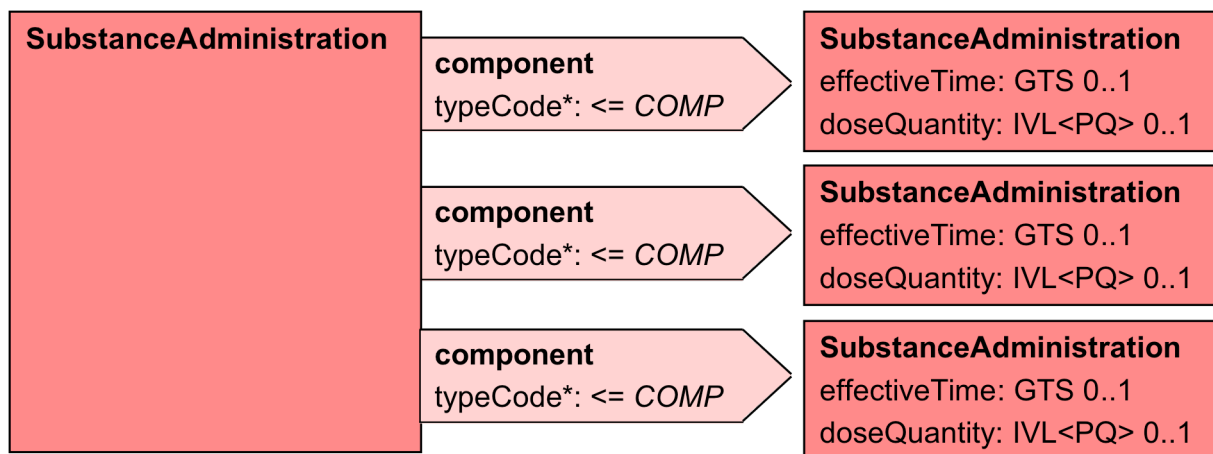 SubstanceAdministration
component
typeCode*: <= COMP
SubstanceAdministration
effectiveTime: GTS 0..1
doseQuantity: IVL<PQ> 0..1
component
typeCode*: <= COMP
SubstanceAdministration
effectiveTime: GTS 0..1
doseQuantity: IVL<PQ> 0..1
component
typeCode*: <= COMP
SubstanceAdministration
effectiveTime: GTS 0..1
doseQuantity: IVL<PQ> 0..1